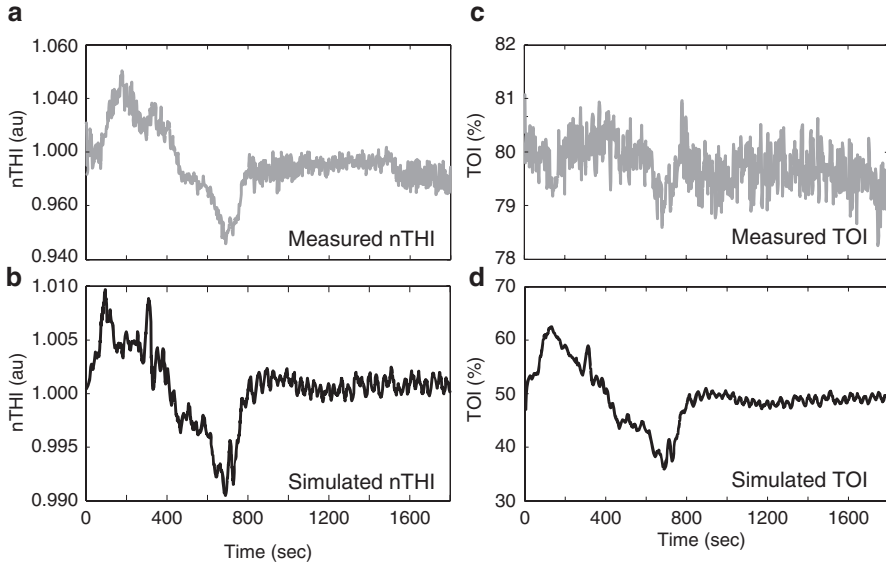 a
1.060
1.040
1.000
0.960
0.940
nTHI (au)
Measured nTHI
b
1.010
1.005
1.000
0.995
0.990
nTHI (au)
Simulated nTHI
0 400 800 1200 1600
Time (sec)
c
82
81
80
79
78
TOI (%)
Measured TOI
d
70
60
50
40
30
TOI (%)
Simulated TOI
0 400 800 1200 1600
Time (sec)